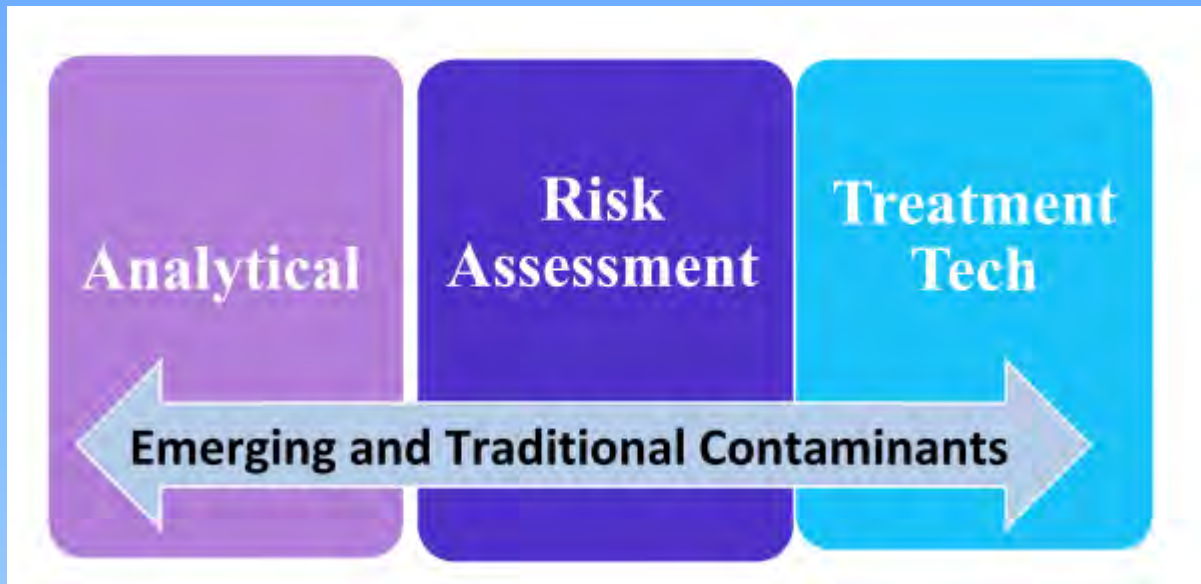 Analytical
Risk
Assessment
Treatment
Tech
Emerging and Traditional Contaminants